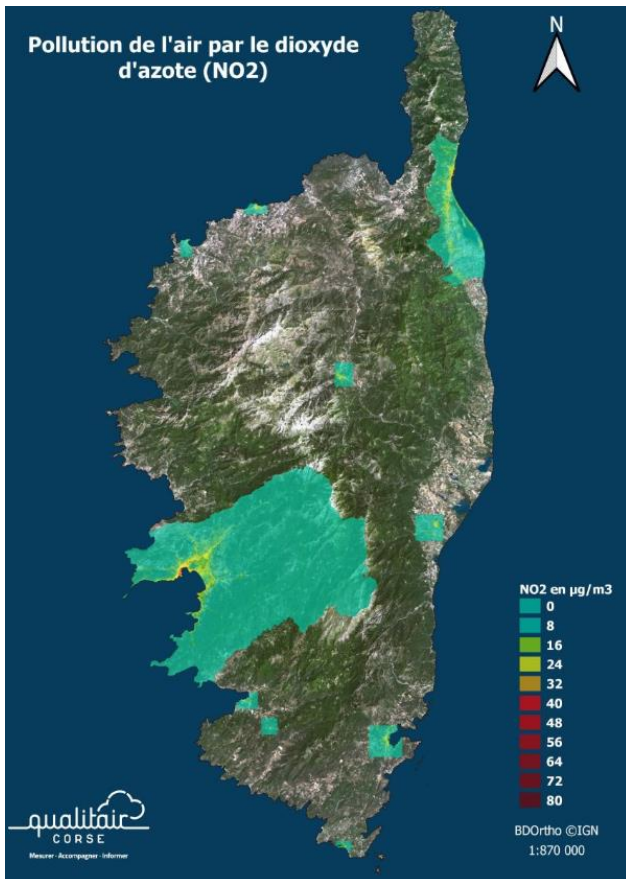 Pollution de l'air par le dioxyde
d'azote (NO2)
N
NO2 en µg/m3
0
8
16
24
32
40
48
56
64
72
80
BDOrtho ©IGN
1:870 000
qualitair
CORSE
Mesurer - Accompagner - Informer